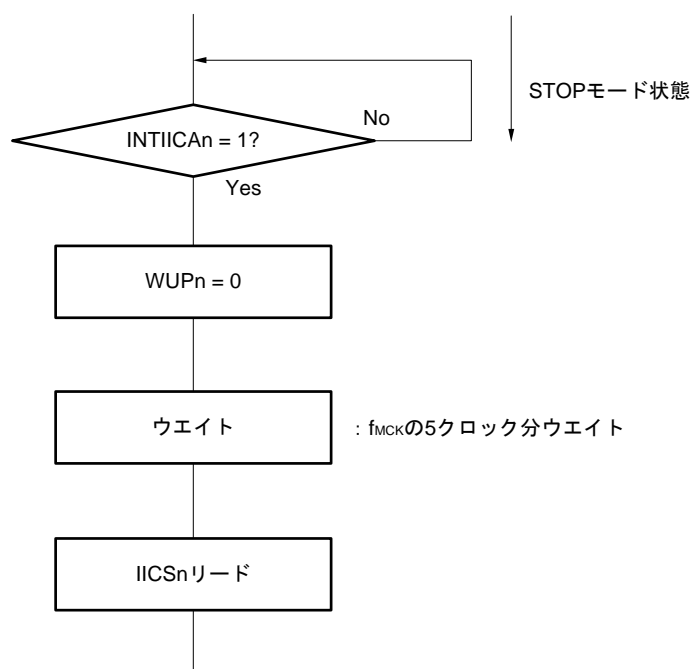 STOPモード状態
INTIICAn = 1?
No
Yes
WUPn = 0
ウエイト
: fMCKの5クロック分ウエイト
IICSnリード